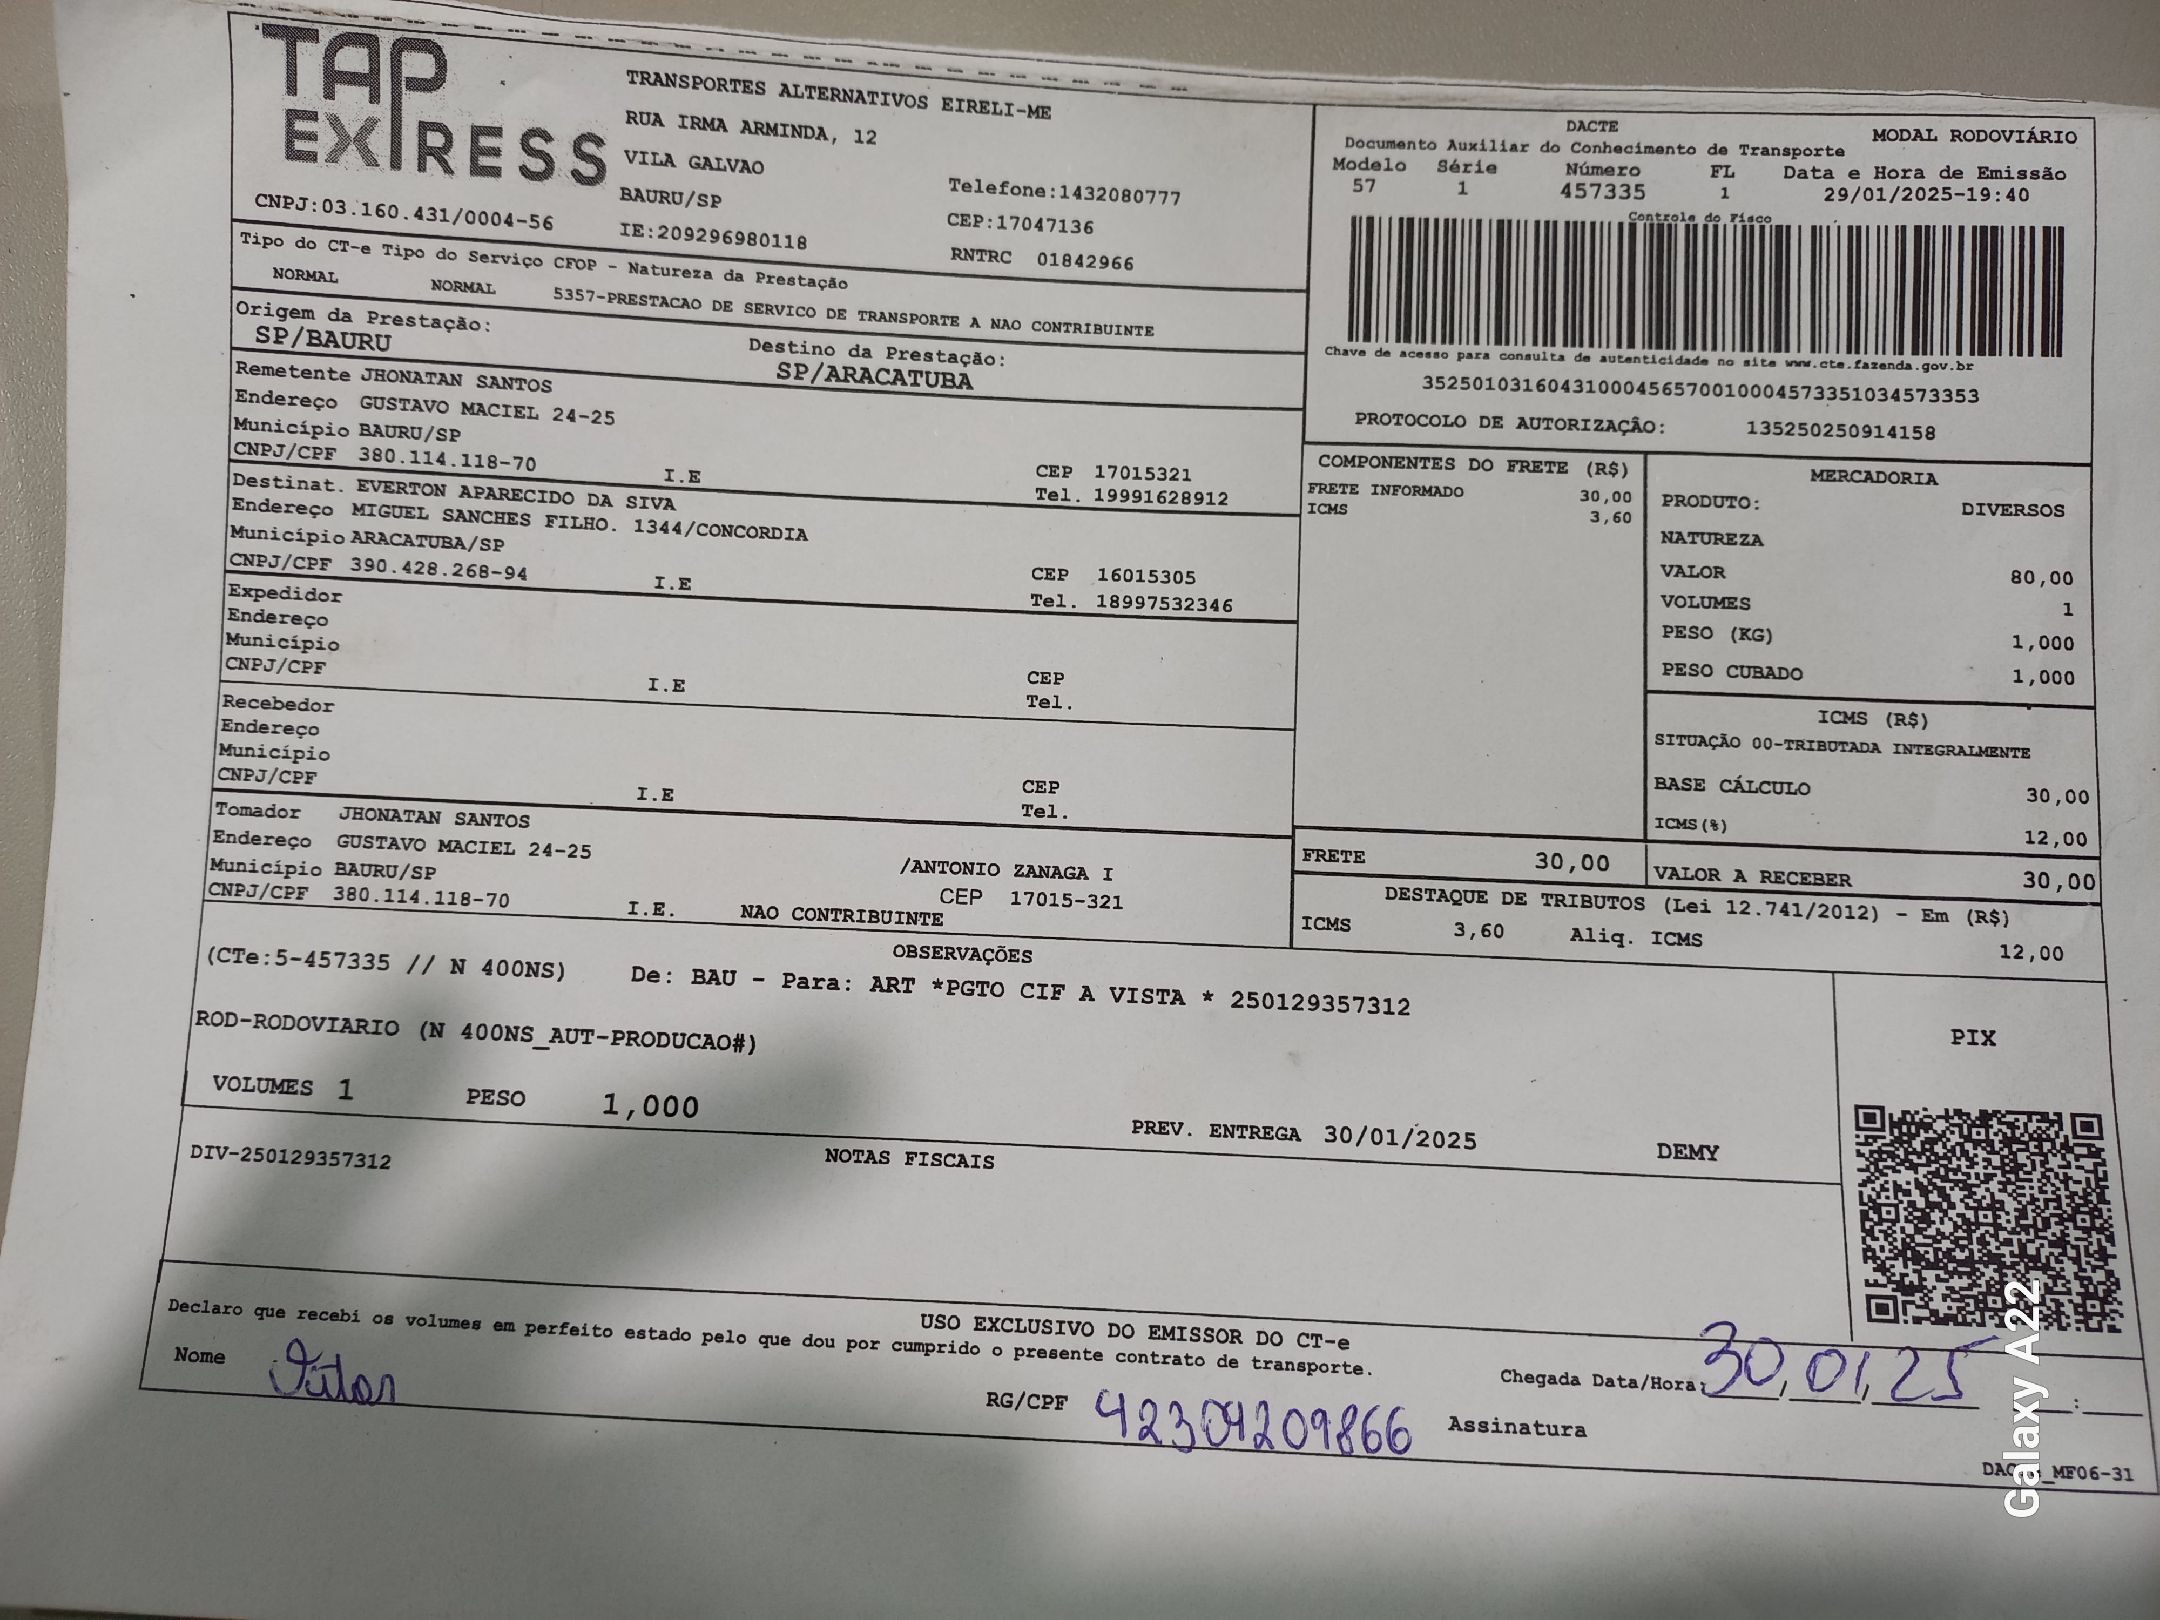 TAP
EXPRESS
CNPJ:03.160.431/0004-56
TRANSPORTES ALTERNATIVOS EIRELI-ME
RUA IRMA ARMINDA, 12
VILA GALVAO
BAURU/SP
IE:209296980118
Telefone:1432080777
CEP:17047136
RNTRC 01842966
DACTE
MODAL RODOVIÁRIO
Documento Auxiliar do Conhecimento de Transporte
Modelo Série Número FL Data e Hora de Emissão
57 1 457335 1 29/01/2025-19:40
Controle do Fisco
Chave de acesso para consulta de autenticidade no site www.cte.fazenda.gov.br
35250103160431000456570010004573351034573353
PROTOCOLO DE AUTORIZAÇÂO: 135250250914158
Tipo do CT-e Tipo do Serviço CFOP - Natureza da Prestação
NORMAL NORMAL 5357-PRESTACAO DE SERVICO DE TRANSPORTE A NAO CONTRIBUINTE
Origem da Prestação: Destino da Prestação:
SP/BAURU SP/ARACATUBA
Remetente JHONATAN SANTOS
Endereço GUSTAVO MACIEL 24-25
Município BAURU/SP CEP 17015321
CNPJ/CPF 380.114.118-70 I.E Tel. 19991628912
Destinat. EVERTON APARECIDO DA SIVA
Endereço MIGUEL SANCHES FILHO. 1344/CONCORDIA
Município ARACATUBA/SP CEP 16015305
CNPJ/CPF 390.428.268-94 I.E Tel. 18997532346
Expedidor
Endereço
Município CEP
CNPJ/CPF I.E Tel.
Recebedor
Endereço
Município CEP
CNPJ/CPF I.E Tel.
Tomador JHONATAN SANTOS
Endereço GUSTAVO MACIEL 24-25 /ANTONIO ZANAGA I
Município BAURU/SP CEP 17015-321
CNPJ/CPF 380.114.118-70 I.E. NAO CONTRIBUINTE
COMPONENTES DO FRETE (R$)
FRETE INFORMADO 30,00
ICMS 3,60
MERCADORIA
PRODUTO: DIVERSOS
NATUREZA
VALOR 80,00
VOLUMES 1
PESO (KG) 1,000
PESO CUBADO 1,000
ICMS (R$)
SITUAÇÃO 00-TRIBUTADA INTEGRALMENTE
BASE CÁLCULO 30,00
ICMS(%) 12,00
FRETE 30,00 VALOR A RECEBER 30,00
DESTAQUE DE TRIBUTOS (Lei 12.741/2012) - Em (R$)
ICMS 3,60 Aliq. ICMS 12,00
OBSERVAÇÕES
(CTe:5-457335 // N 400NS) De: BAU - Para: ART *PGTO CIF A VISTA * 250129357312
ROD-RODOVIARIO (N 400NS_AUT-PRODUCAO#)
VOLUMES 1 PESO 1,000 PREV. ENTREGA 30/01/2025 DEMY
PIX
NOTAS FISCAIS
DIV-250129357312
USO EXCLUSIVO DO EMISSOR DO CT-e
Declaro que recebi os volumes em perfeito estado pelo que dou por cumprido o presente contrato de transporte.
Nome RG/CPF 42304209866 Assinatura
Chegada Data/Hora: 30,01,25 :
MF06-31
Galaxy A22